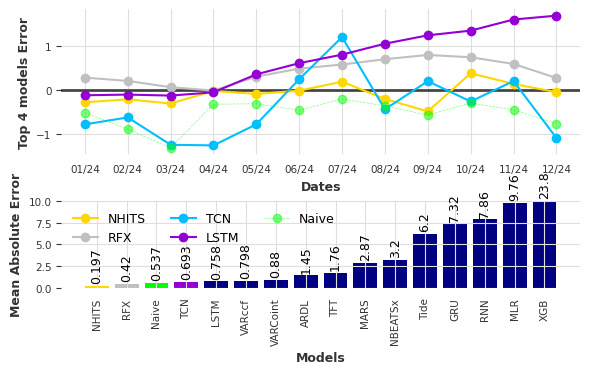 Top 4 models Error
1
0
−1
01/24 02/24 03/24 04/24 05/24 06/24 07/24 08/24 09/24 10/24 11/24 12/24
Dates
Mean Absolute Error
10.0
7.5
5.0
2.5
0.0
NHITS TCN Naive
RFX LSTM
0.197 0.42 0.537 0.693 0.758 0.798 0.88 1.45 1.76 2.87 3.2 6.2 7.32 7.86 9.76 23.8
NHITS RFX Naive TCN LSTM VARccf VARCoint ARDL TFT MARS NBEATSx Tide GRU RNN MLR XGB
Models